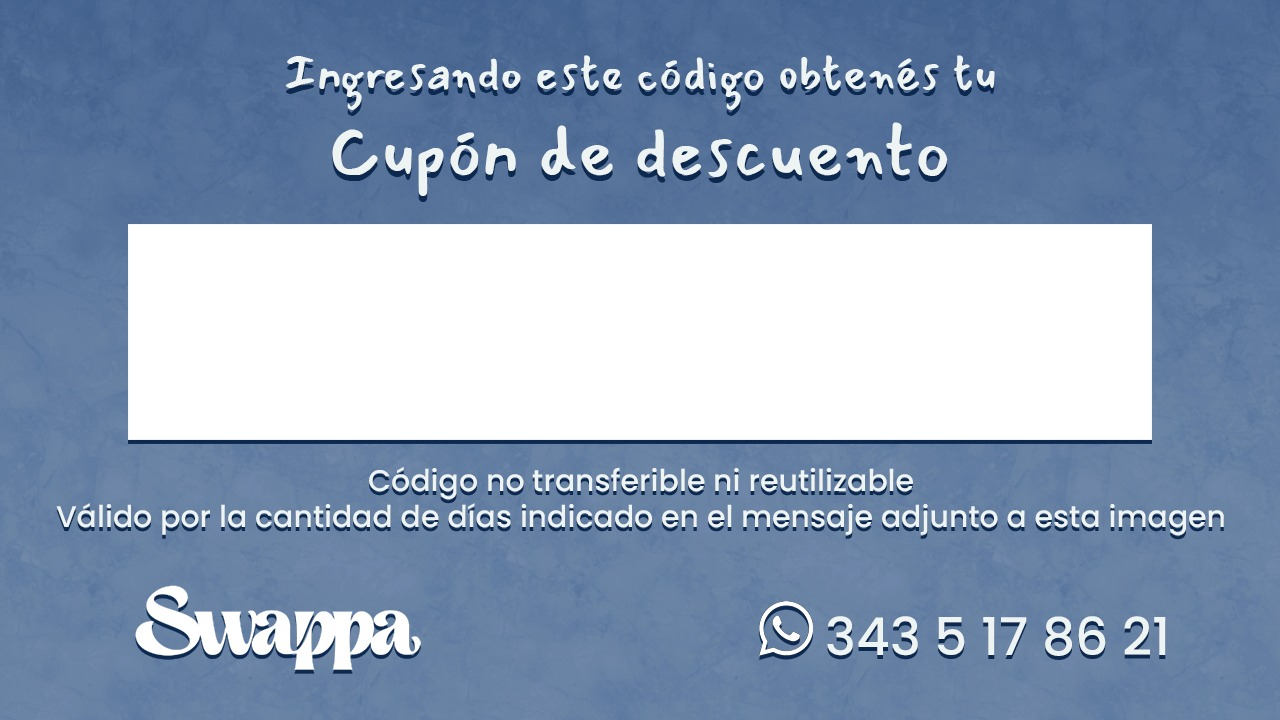 Ingresando este código obtenés tu
Cupón de descuento
Código no transferible ni reutilizable
Válido por la cantidad de días indicado en el mensaje adjunto a esta imagen
Swappa
343 5 17 86 21